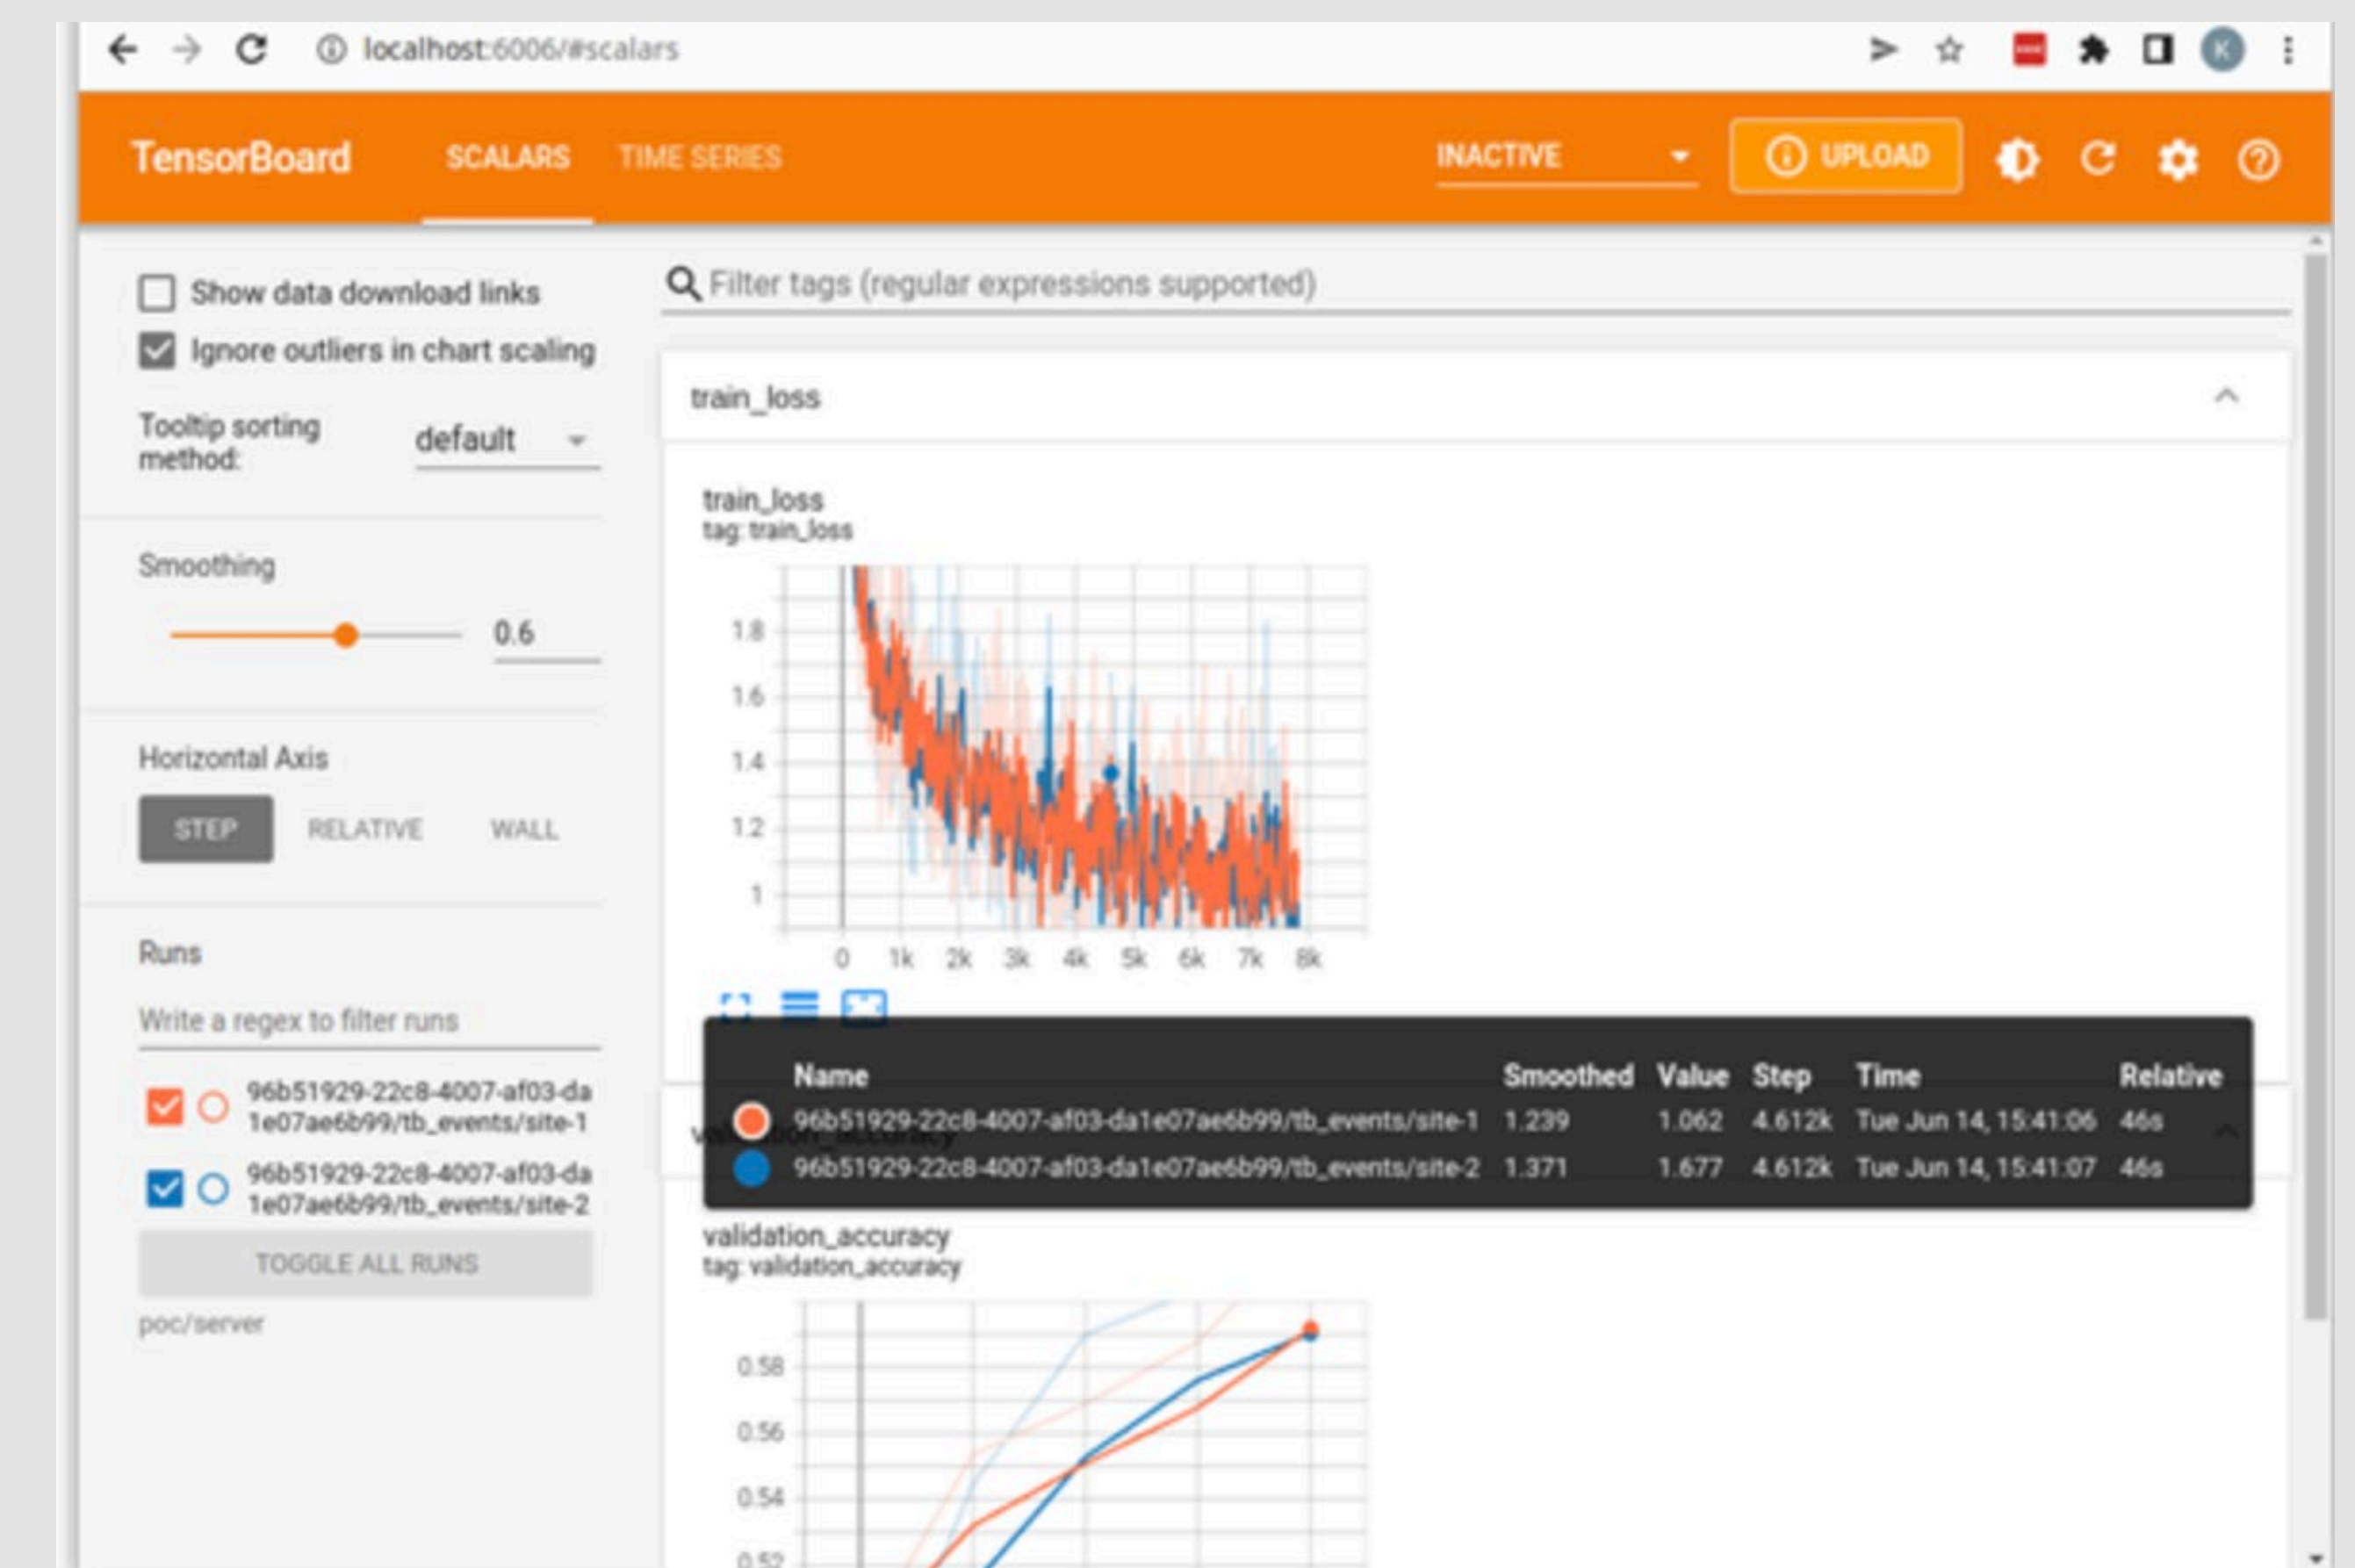 localhost:6006/#scalars
K
TensorBoard SCALARS TIME SERIES INACTIVE UPLOAD
Show data download links
Ignore outliers in chart scaling
Tooltip sorting
method:
default
Smoothing
0.6
Horizontal Axis
STEP RELATIVE WALL
Runs
Write a regex to filter runs
96b51929-22c8-4007-af03-da
1e07ae6b99/tb_events/site-1
96b51929-22c8-4007-af03-da
1e07ae6b99/tb_events/site-2
TOGGLE ALL RUNS
poc/server
Filter tags (regular expressions supported)
train_loss
train_loss
tag: train_loss
1.8
1.6
1.4
1.2
1
0 1k 2k 3k 4k 5k 6k 7k 8k
Name Smoothed Value Step Time Relative
96b51929-22c8-4007-af03-da1e07ae6b99/tb_events/site-1 1.239 1.062 4.612k Tue Jun 14, 15:41:06 46s
96b51929-22c8-4007-af03-da1e07ae6b99/tb_events/site-2 1.371 1.677 4.612k Tue Jun 14, 15:41:07 46s
validation_accuracy
tag: validation_accuracy
0.58
0.56
0.54
0.52